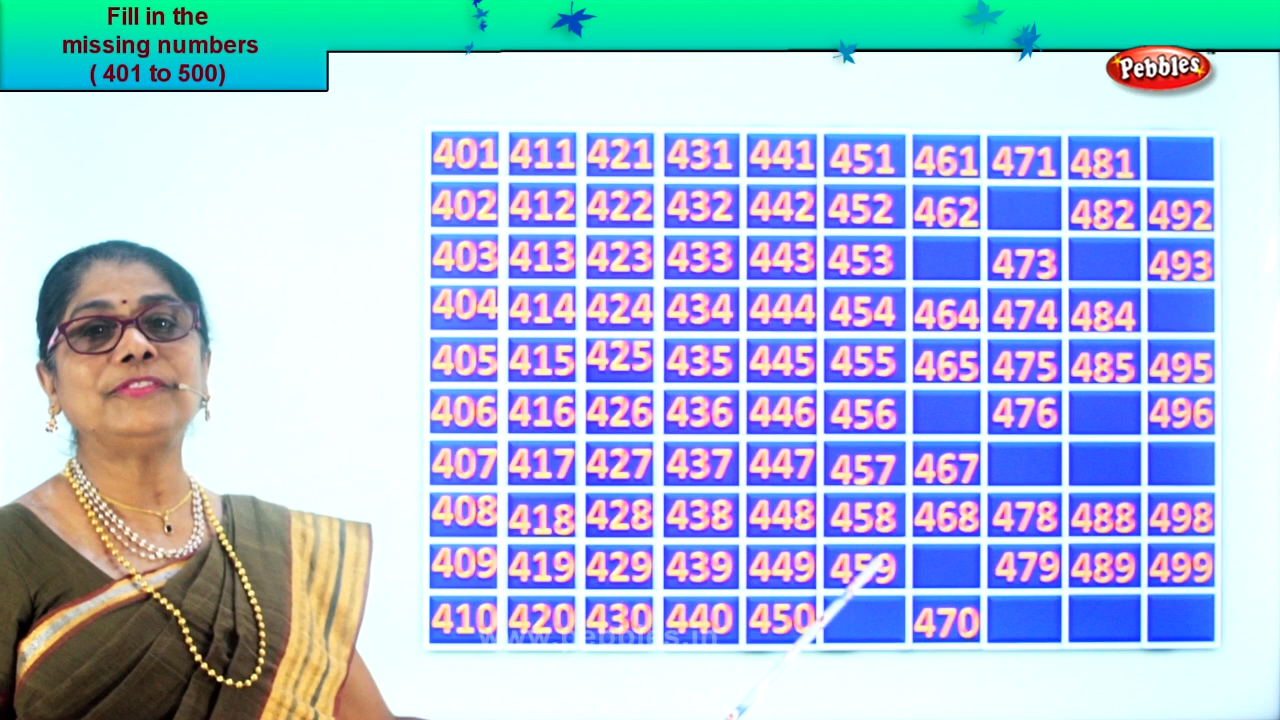 Fill in the
missing numbers
( 401 to 500)
Pebbles
401 411 421 431 441 451 461 471 481
402 412 422 432 442 452 462 482 492
403 413 423 433 443 453 473 493
404 414 424 434 444 454 464 474 484
405 415 425 435 445 455 465 475 485 495
406 416 426 436 446 456 476 496
407 417 427 437 447 457 467
408 418 428 438 448 458 468 478 488 498
409 419 429 439 449 459 479 489 499
410 420 430 440 450 470
www.pebbles.in